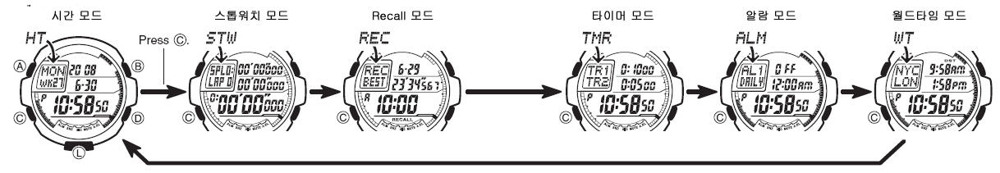 시간 모드
스톱워치 모드
Recall 모드
타이머 모드
알람 모드
월드타임 모드
HT
Press Ⓒ.
STW
REC
TMR
ALM
WT
Ⓐ
Ⓑ
Ⓒ
Ⓓ
Ⓛ
MON 20 08
WK27 6-30
P 10:58 50
Ⓒ
SPL0: 00'00"000
LAP 0 00'00"000
0: 00'00"000
Ⓒ
REC 6-29
BEST 23'34"567
A 10:00
RECALL
Ⓒ
TR1 0: 10 00
TR2 0:05 00
P 10:58 50
Ⓒ
AL1 OFF
DAILY 12:00AM
P 10:58 50
Ⓒ
DST
NYC 9:58AM
LON 1:58PM
P 10:58 50